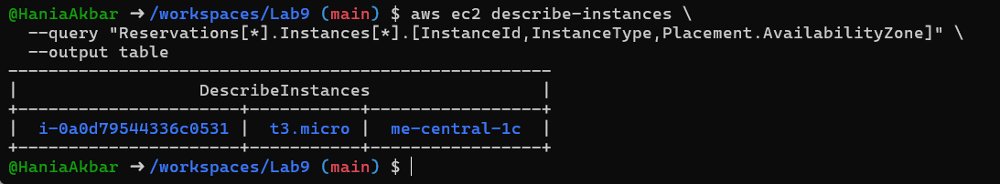 @HaniaAkbar ➜ /workspaces/Lab9 (main) $ aws ec2 describe-instances \
  --query "Reservations[*].Instances[*].[InstanceId,InstanceType,Placement.AvailabilityZone]" \
  --output table
---------------------------------------------------
|                DescribeInstances                |
+----------------------+-----------+----------------+
|  i-0a0d79544336c0531 |  t3.micro |  me-central-1c  |
+----------------------+-----------+----------------+
@HaniaAkbar ➜ /workspaces/Lab9 (main) $